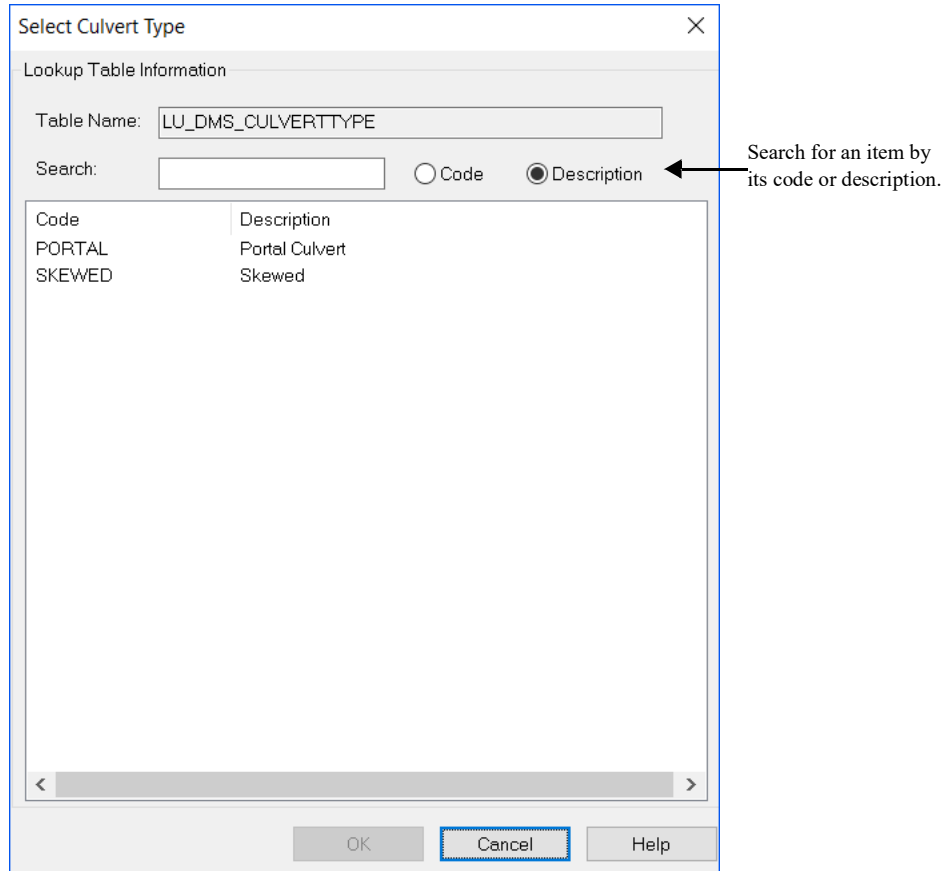 Select Culvert Type
Lookup Table Information
Table Name: LU_DMS_CULVERTTYPE
Search: Code Description
Search for an item by
its code or description.
Code Description
PORTAL Portal Culvert
SKEWED Skewed
OK Cancel Help